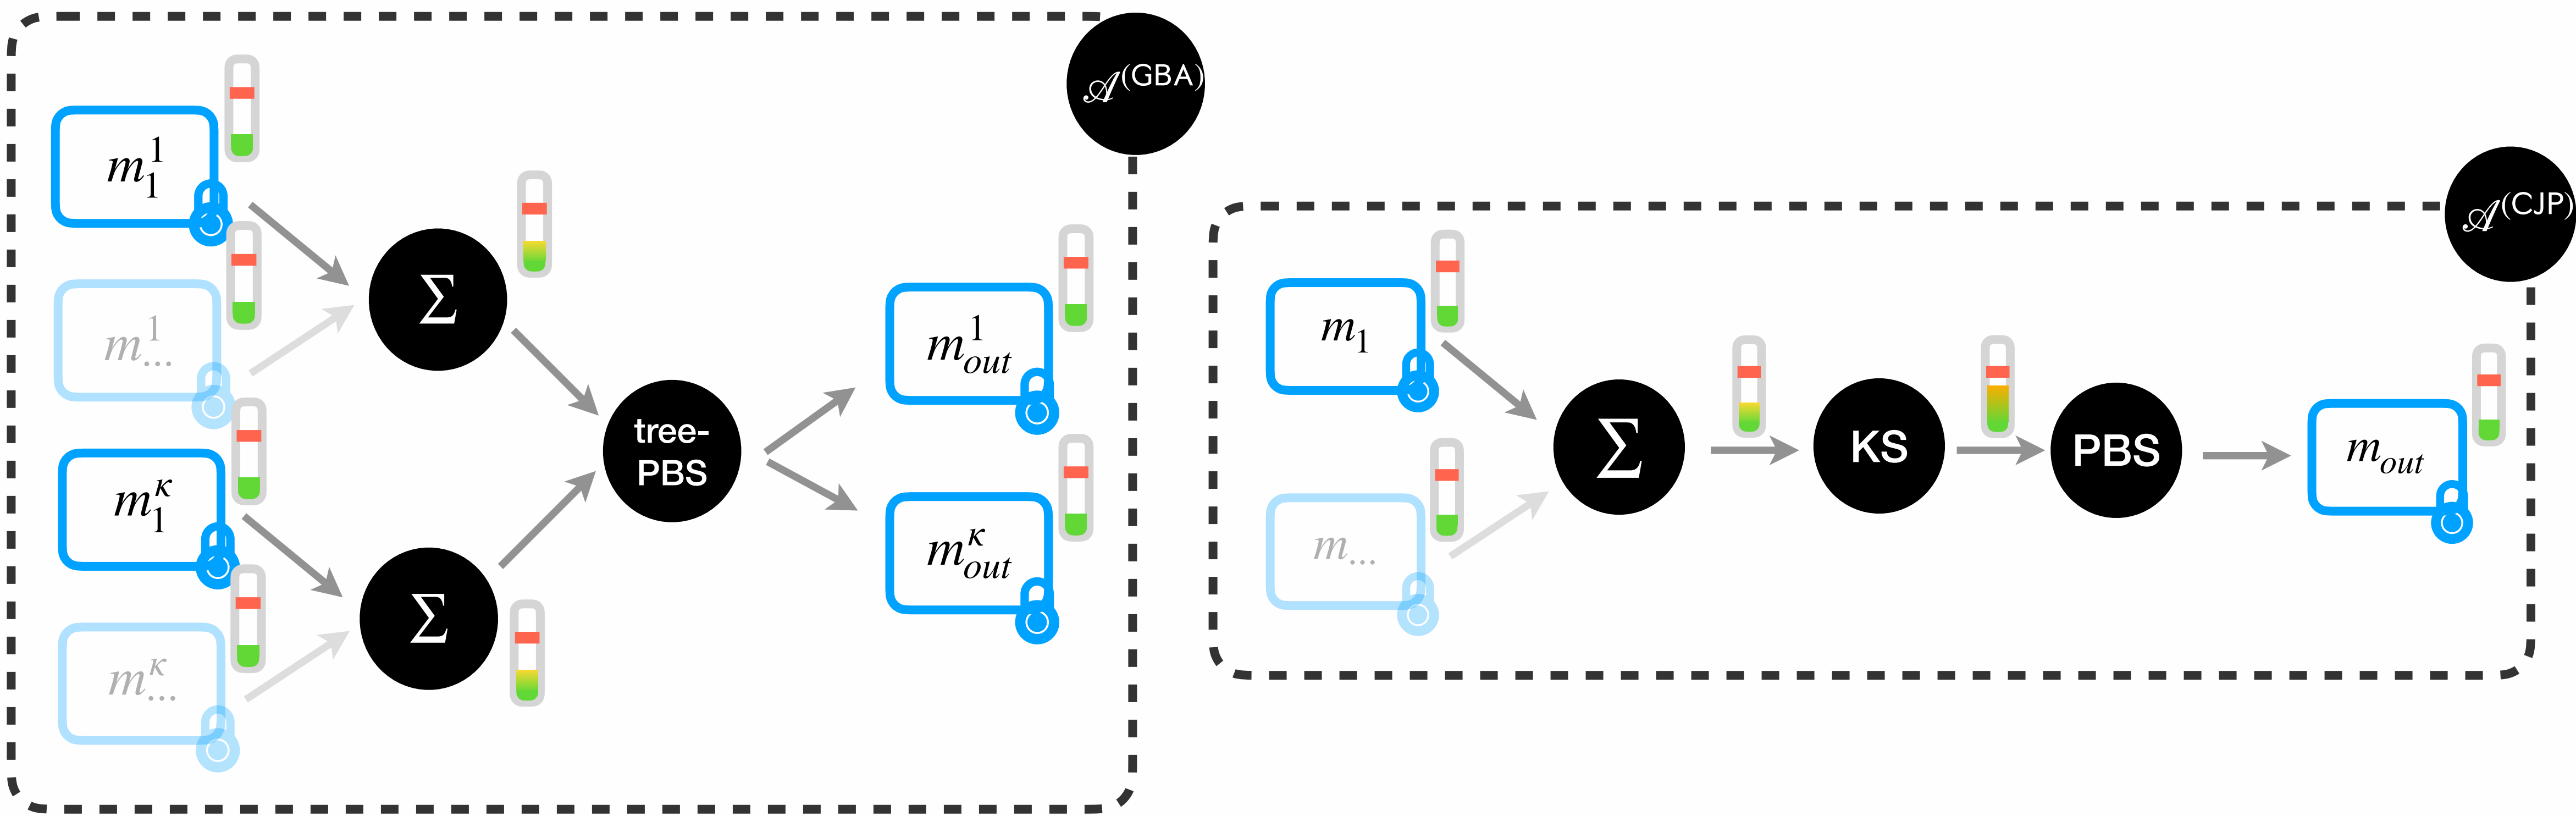 𝒜^(GBA)
m_1^1
Σ
m_...^1
tree-
PBS
m_out^1
m_1^κ
m_out^κ
Σ
m_...^κ
𝒜^(CJP)
m_1
Σ
KS
PBS
m_out
m_...